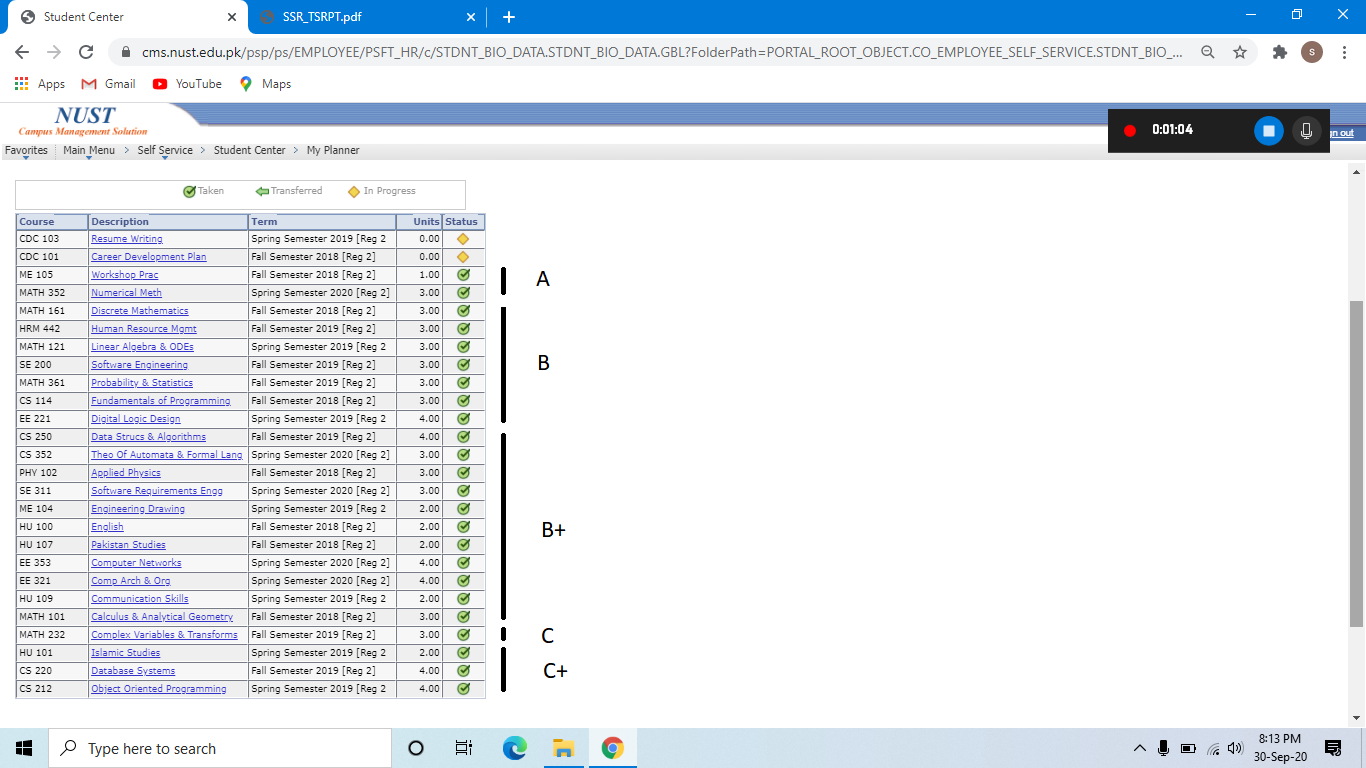 Student Center
SSR_TSRPT.pdf
cms.nust.edu.pk/psp/ps/EMPLOYEE/PSFT_HR/c/STDNT_BIO_DATA.STDNT_BIO_DATA.GBL?FolderPath=PORTAL_ROOT_OBJECT.CO_EMPLOYEE_SELF_SERVICE.STDNT_BIO_... S
Apps Gmail YouTube Maps
NUST
Campus Management Solution
0:01:04
gn out
Favorites Main Menu > Self Service > Student Center > My Planner
Taken Transferred In Progress
Course Description Term Units Status
CDC 103 Resume Writing Spring Semester 2019 [Reg 2 0.00
CDC 101 Career Development Plan Fall Semester 2018 [Reg 2] 0.00
ME 105 Workshop Prac Fall Semester 2018 [Reg 2] 1.00
A
MATH 352 Numerical Meth Spring Semester 2020 [Reg 2] 3.00
MATH 161 Discrete Mathematics Fall Semester 2018 [Reg 2] 3.00
HRM 442 Human Resource Mgmt Fall Semester 2019 [Reg 2] 3.00
MATH 121 Linear Algebra & ODEs Spring Semester 2019 [Reg 2 3.00
SE 200 Software Engineering Fall Semester 2019 [Reg 2] 3.00
B
MATH 361 Probability & Statistics Fall Semester 2019 [Reg 2] 3.00
CS 114 Fundamentals of Programming Fall Semester 2018 [Reg 2] 3.00
EE 221 Digital Logic Design Spring Semester 2019 [Reg 2 4.00
CS 250 Data Strucs & Algorithms Fall Semester 2019 [Reg 2] 4.00
CS 352 Theo Of Automata & Formal Lang Spring Semester 2020 [Reg 2] 3.00
PHY 102 Applied Physics Fall Semester 2018 [Reg 2] 3.00
SE 311 Software Requirements Engg Spring Semester 2020 [Reg 2] 3.00
ME 104 Engineering Drawing Spring Semester 2019 [Reg 2 2.00
HU 100 English Fall Semester 2018 [Reg 2] 2.00
B+
HU 107 Pakistan Studies Fall Semester 2018 [Reg 2] 2.00
EE 353 Computer Networks Spring Semester 2020 [Reg 2] 4.00
EE 321 Comp Arch & Org Spring Semester 2020 [Reg 2] 4.00
HU 109 Communication Skills Spring Semester 2019 [Reg 2 2.00
MATH 101 Calculus & Analytical Geometry Fall Semester 2018 [Reg 2] 3.00
MATH 232 Complex Variables & Transforms Fall Semester 2019 [Reg 2] 3.00
C
HU 101 Islamic Studies Spring Semester 2019 [Reg 2 2.00
CS 220 Database Systems Fall Semester 2019 [Reg 2] 4.00
C+
CS 212 Object Oriented Programming Spring Semester 2019 [Reg 2 4.00
Type here to search
8:13 PM
30-Sep-20